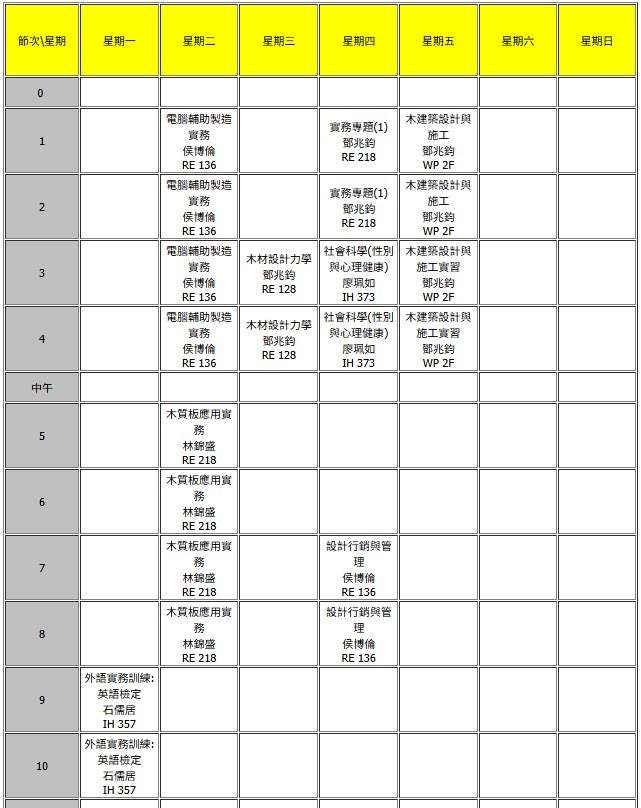 節次\星期 星期一 星期二 星期三 星期四 星期五 星期六 星期日
0
1
電腦輔助製造
實務
侯博倫
RE 136
實務專題(1)
鄧兆鈞
RE 218
木建築設計與
施工
鄧兆鈞
WP 2F
2
電腦輔助製造
實務
侯博倫
RE 136
實務專題(1)
鄧兆鈞
RE 218
木建築設計與
施工
鄧兆鈞
WP 2F
3
電腦輔助製造
實務
侯博倫
RE 136
木材設計力學
鄧兆鈞
RE 128
社會科學(性別
與心理健康)
廖珮如
IH 373
木建築設計與
施工實習
鄧兆鈞
WP 2F
4
電腦輔助製造
實務
侯博倫
RE 136
木材設計力學
鄧兆鈞
RE 128
社會科學(性別
與心理健康)
廖珮如
IH 373
木建築設計與
施工實習
鄧兆鈞
WP 2F
中午
5
木質板應用實
務
林錦盛
RE 218
6
木質板應用實
務
林錦盛
RE 218
7
木質板應用實
務
林錦盛
RE 218
設計行銷與管
理
侯博倫
RE 136
8
木質板應用實
務
林錦盛
RE 218
設計行銷與管
理
侯博倫
RE 136
9
外語實務訓練:
英語檢定
石儒居
IH 357
10
外語實務訓練:
英語檢定
石儒居
IH 357